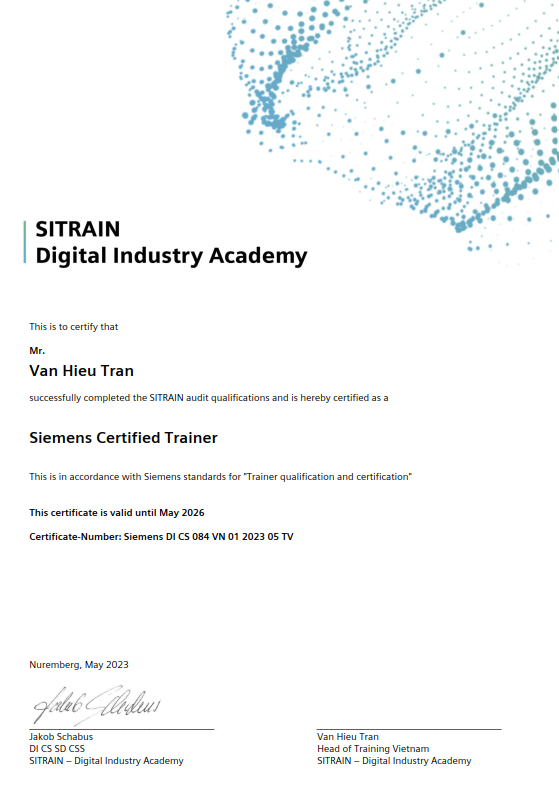 SITRAIN
Digital Industry Academy
This is to certify that
Mr.
Van Hieu Tran
successfully completed the SITRAIN audit qualifications and is hereby certified as a
Siemens Certified Trainer
This is in accordance with Siemens standards for "Trainer qualification and certification"
This certificate is valid until May 2026
Certificate-Number: Siemens DI CS 084 VN 01 2023 05 TV
Nuremberg, May 2023
Jakob Schabus
DI CS SD CSS
SITRAIN – Digital Industry Academy
Van Hieu Tran
Head of Training Vietnam
SITRAIN – Digital Industry Academy